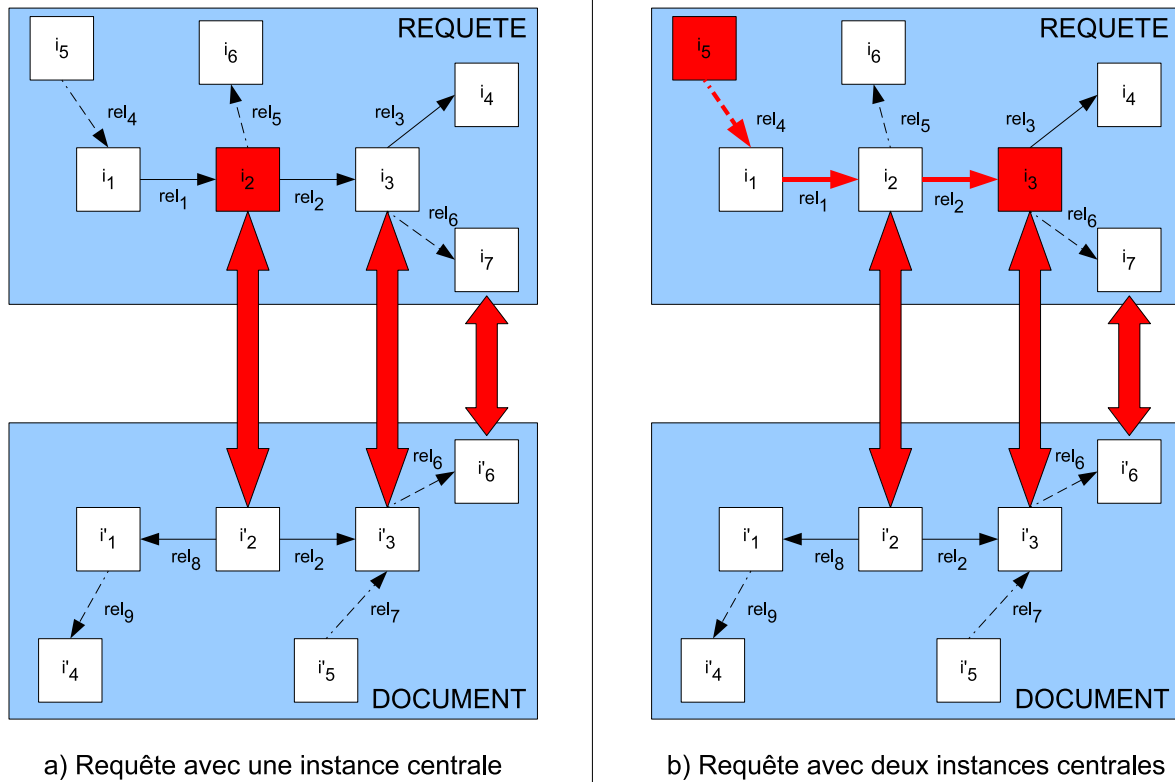 REQUETE
i5
i6
i4
rel4
rel5
rel3
i1
i2
i3
rel1
rel2
rel6
i7
rel6
i'6
i'1
i'2
i'3
rel8
rel2
rel9
rel7
i'4
i'5
DOCUMENT
a) Requête avec une instance centrale
REQUETE
i5
i6
i4
rel4
rel5
rel3
i1
i2
i3
rel1
rel2
rel6
i7
rel6
i'6
i'1
i'2
i'3
rel8
rel2
rel9
rel7
i'4
i'5
DOCUMENT
b) Requête avec deux instances centrales